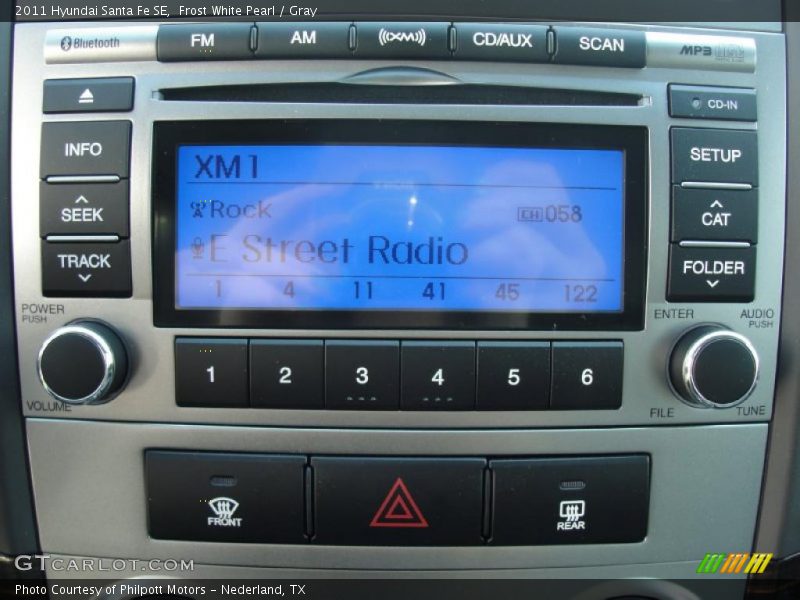 2011 Hyundai Santa Fe SE, Frost White Pearl / Gray
Bluetooth FM AM ((XM)) CD/AUX SCAN MP3
CD-IN
INFO SETUP
SEEK CAT
TRACK FOLDER
XM1
Rock CH 058
E Street Radio
1 4 11 41 45 122
POWER PUSH
ENTER AUDIO PUSH
1 2 3 4 5 6
VOLUME FILE TUNE
FRONT REAR
GTCARLOT.COM
Photo Courtesy of Philpott Motors - Nederland, TX